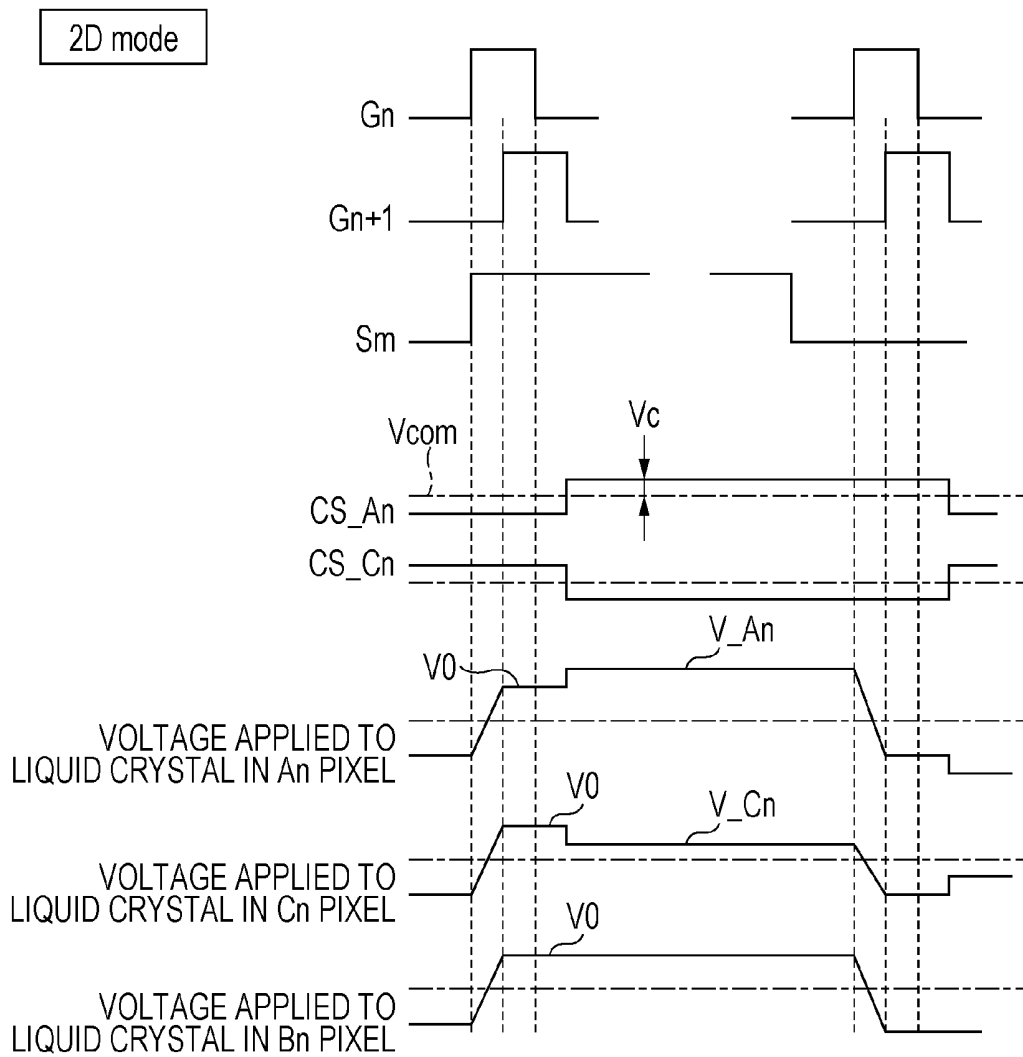 2D mode
Gn
Gn+1
Sm
Vc
Vcom
CS_An
CS_Cn
V_An
V0
VOLTAGE APPLIED TO
LIQUID CRYSTAL IN An PIXEL
V0
V_Cn
VOLTAGE APPLIED TO
LIQUID CRYSTAL IN Cn PIXEL
V0
VOLTAGE APPLIED TO
LIQUID CRYSTAL IN Bn PIXEL